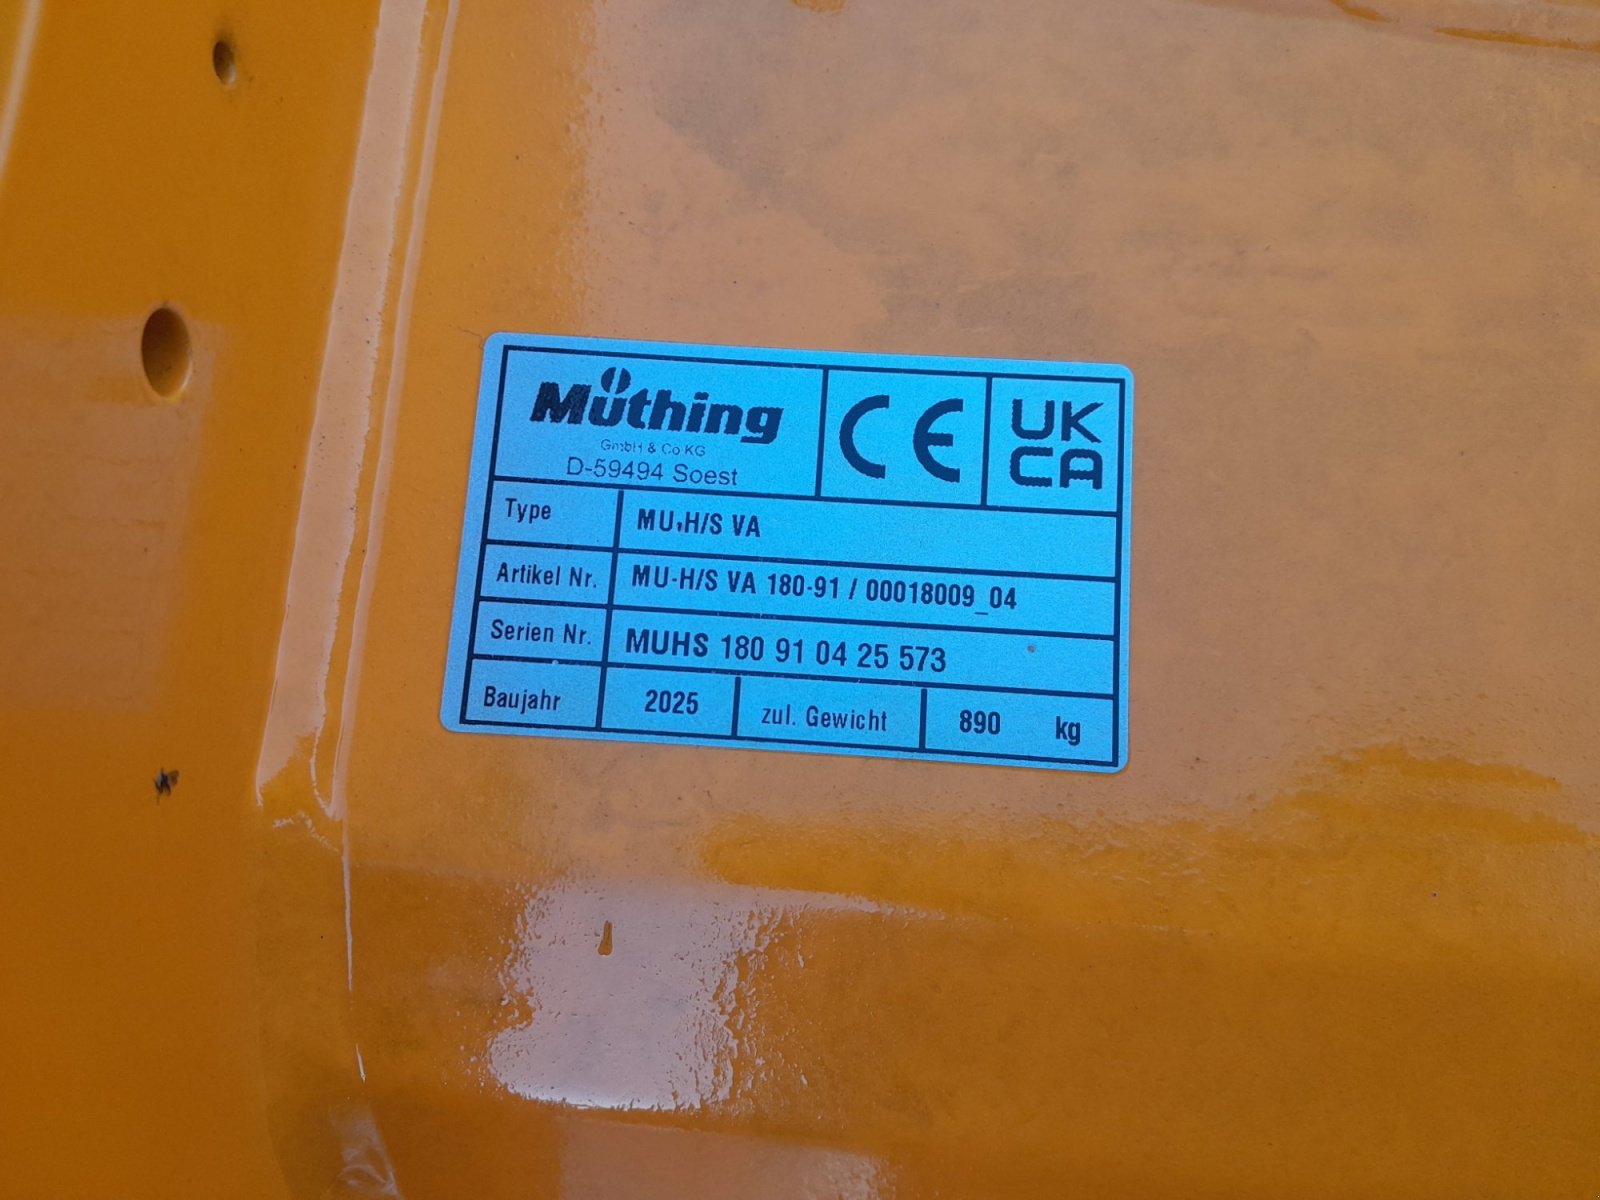 Müthing
GmbH & Co KG
D-59494 Soest
CE
UK
CA
Type MU-H/S VA
Artikel Nr. MU-H/S VA 180-91 / 00018009_04
Serien Nr. MUHS 180 91 04 25 573
Baujahr 2025 zul. Gewicht 890 kg